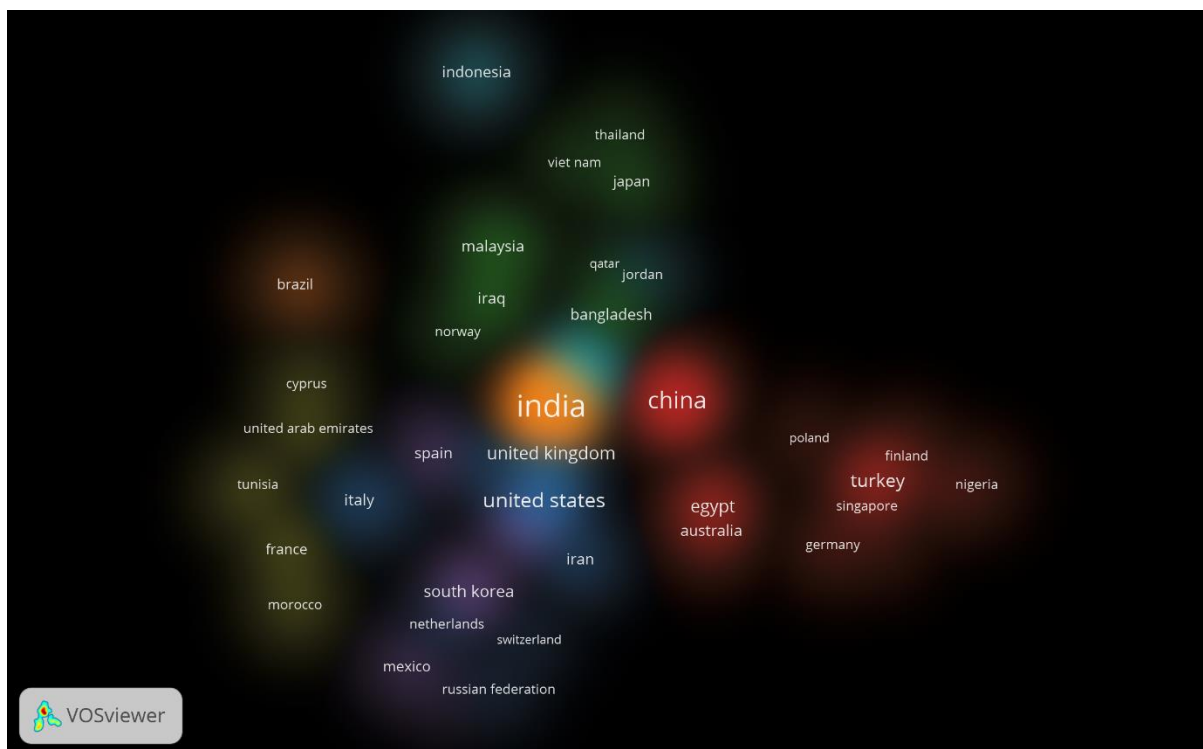 indonesia
thailand
viet nam
japan
malaysia
qatar
jordan
brazil
iraq
bangladesh
norway
cyprus
india
china
united arab emirates
poland
spain
united kingdom
finland
tunisia
turkey
nigeria
italy
united states
egypt
singapore
australia
france
germany
iran
south korea
morocco
netherlands
switzerland
mexico
russian federation
VOSviewer